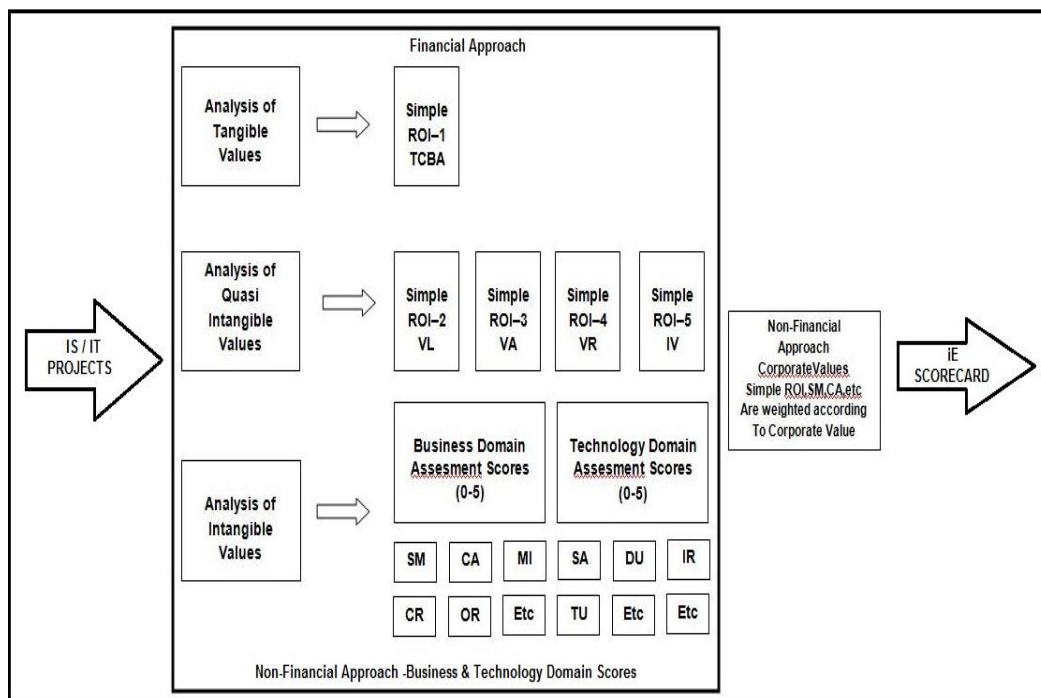 Financial Approach
Analysis of
Tangible
Values
Simple
ROI–1
TCBA
Analysis of
Quasi
Intangible
Values
Simple
ROI–2
VL
Simple
ROI–3
VA
Simple
ROI–4
VR
Simple
ROI–5
IV
IS / IT
PROJECTS
Non-Financial
Approach
CorporateValues
Simple ROI,SM,CA,etc
Are weighted according
To Corporate Value
iE
SCORECARD
Business Domain
Assesment Scores
(0-5)
Technology Domain
Assesment Scores
(0-5)
Analysis of
Intangible
Values
SM
CA
MI
SA
DU
IR
CR
OR
Etc
TU
Etc
Etc
Non-Financial Approach -Business & Technology Domain Scores